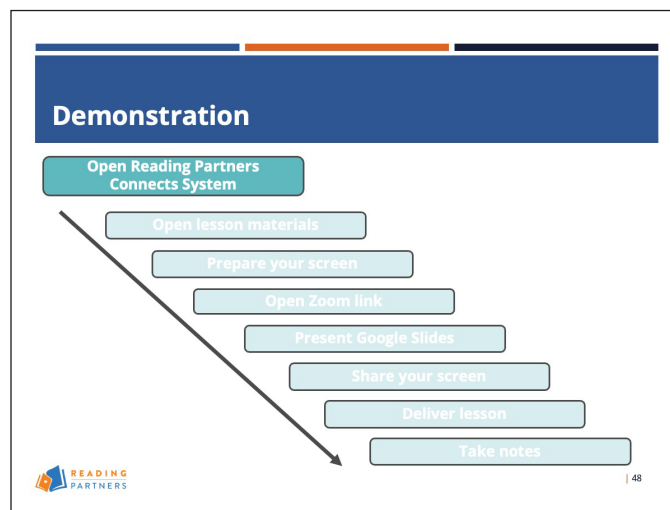 Demonstration
Open Reading Partners
Connects System
Open lesson materials
Prepare your screen
Open Zoom link
Present Google Slides
Share your screen
Deliver lesson
Take notes
READING
PARTNERS
| 48